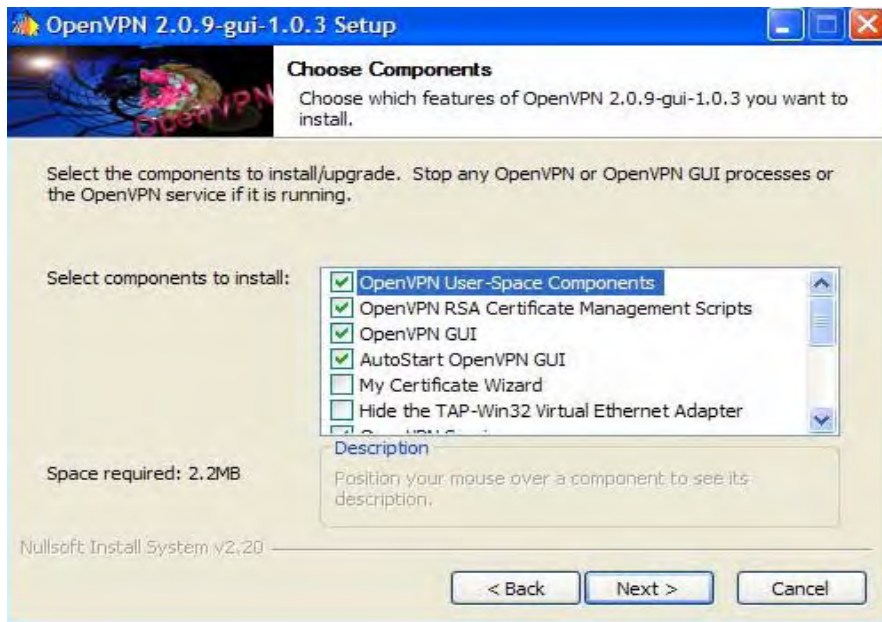 OpenVPN 2.0.9-gui-1.0.3 Setup
OpenVPN
Choose Components
Choose which features of OpenVPN 2.0.9-gui-1.0.3 you want to
install.
Select the components to install/upgrade. Stop any OpenVPN or OpenVPN GUI processes or
the OpenVPN service if it is running.
Select components to install:
OpenVPN User-Space Components
OpenVPN RSA Certificate Management Scripts
OpenVPN GUI
AutoStart OpenVPN GUI
My Certificate Wizard
Hide the TAP-Win32 Virtual Ethernet Adapter
Space required: 2.2MB
Description
Position your mouse over a component to see its
description.
Nullsoft Install System v2.20
< Back
Next >
Cancel